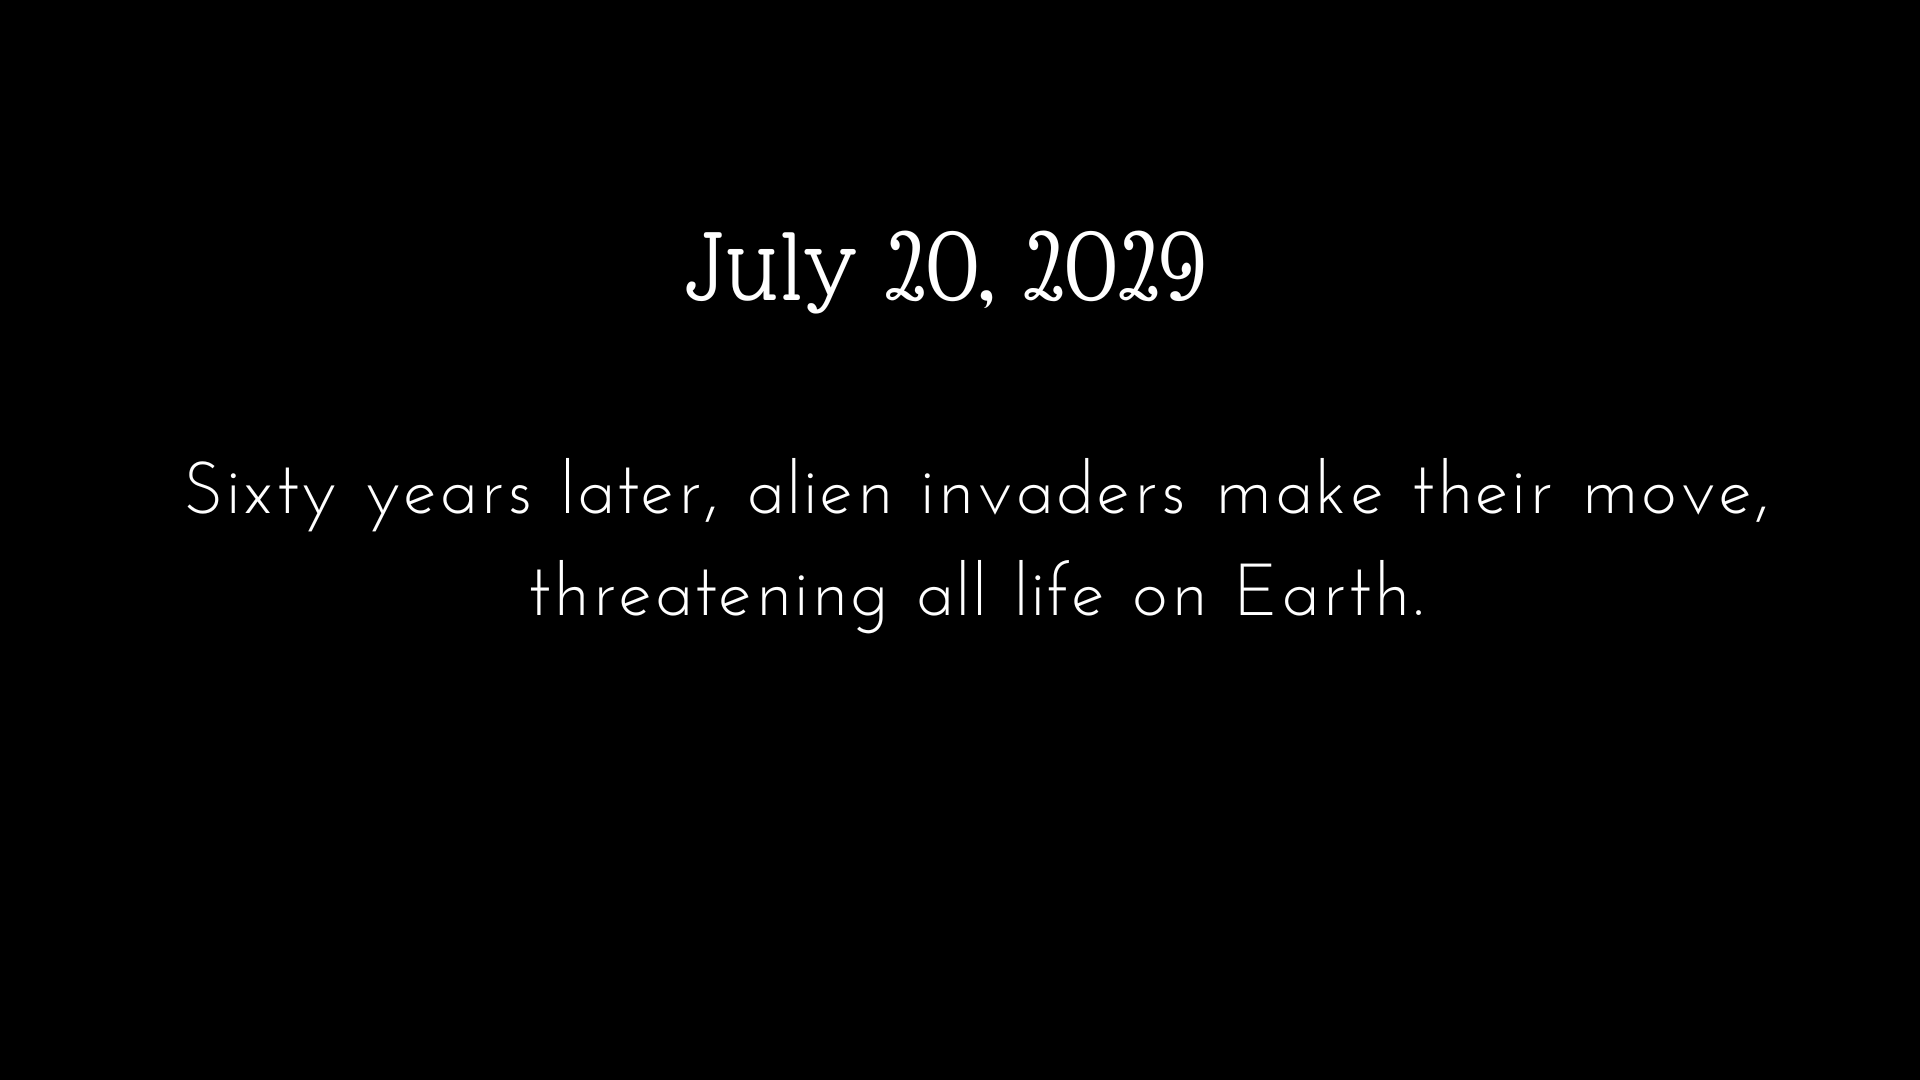 July 20, 2029
Sixty years later, alien invaders make their move,
threatening all life on Earth.